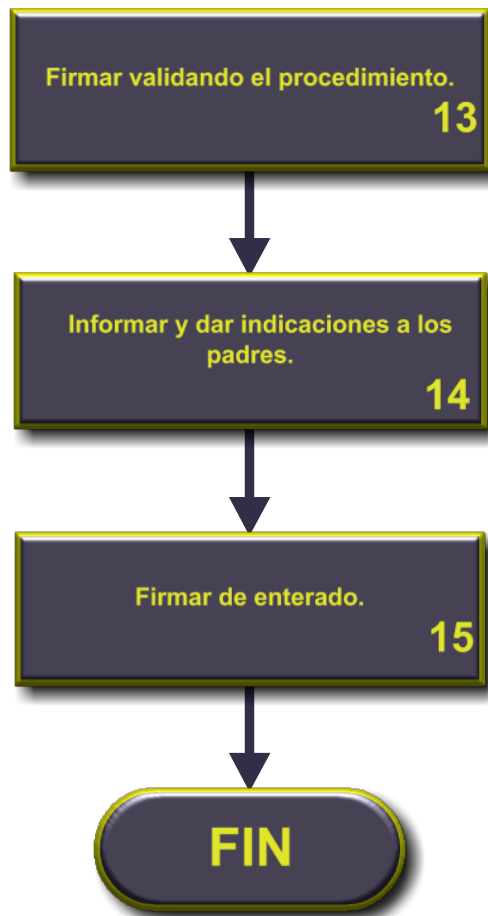 Firmar validando el procedimiento.
13
Informar y dar indicaciones a los
padres.
14
Firmar de enterado.
15
FIN